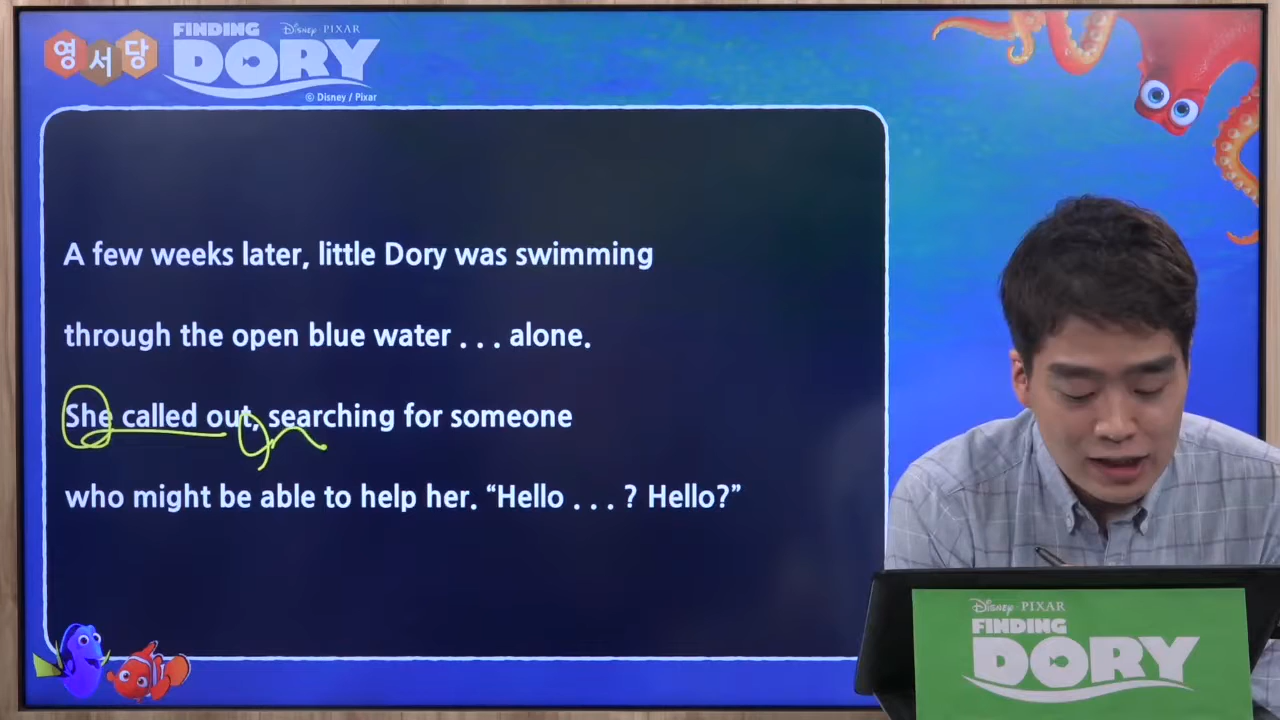 영서당
FINDING
Disney PIXAR
DORY
© Disney / Pixar
A few weeks later, little Dory was swimming
through the open blue water . . . alone.
She called out, searching for someone
who might be able to help her. “Hello . . . ? Hello?”
Disney PIXAR
FINDING
DORY